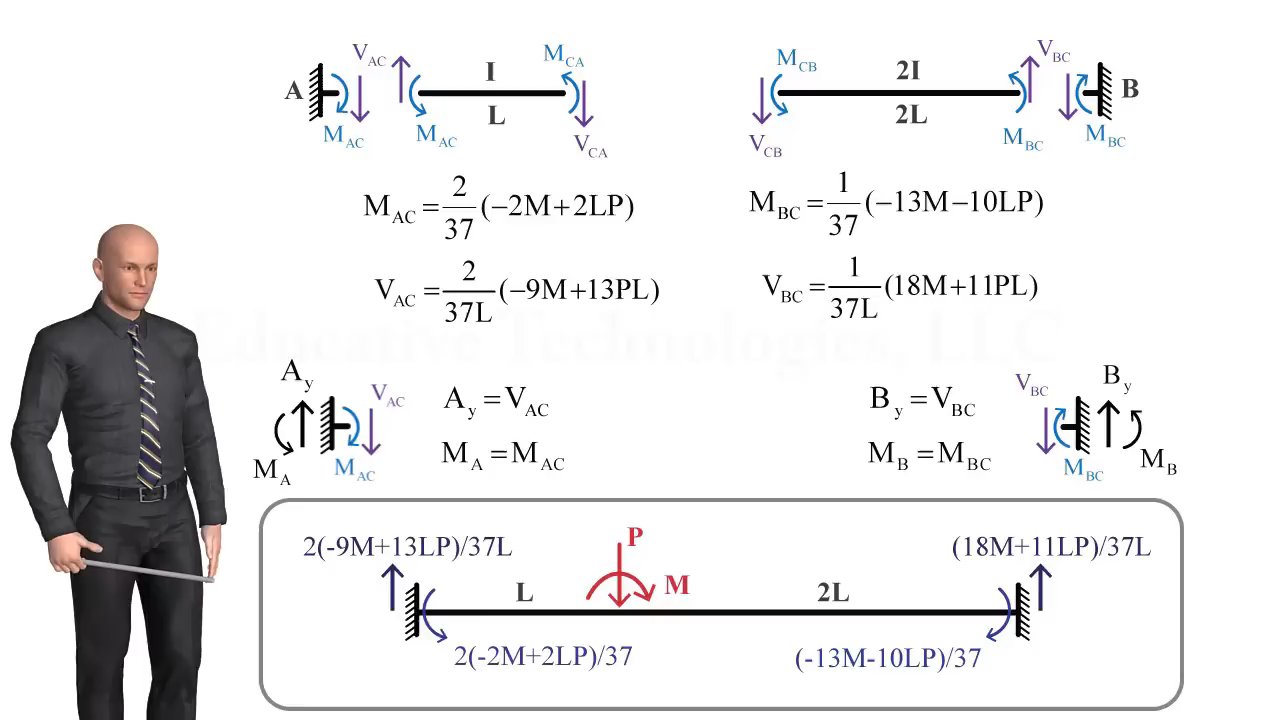 V_AC M_CA M_CB V_BC
A I 2I B
L 2L
M_AC M_AC V_CA V_CB M_BC M_BC
M_AC = 2/37 (−2M+2LP) M_BC = 1/37 (−13M−10LP)
V_AC = 2/37L (−9M+13PL) V_BC = 1/37L (18M+11PL)
Educative Technologies, LLC
A_y V_AC A_y = V_AC B_y = V_BC V_BC B_y
M_A M_AC M_A = M_AC M_B = M_BC M_BC M_B
2(-9M+13LP)/37L P (18M+11LP)/37L
L M 2L
2(-2M+2LP)/37 (-13M-10LP)/37